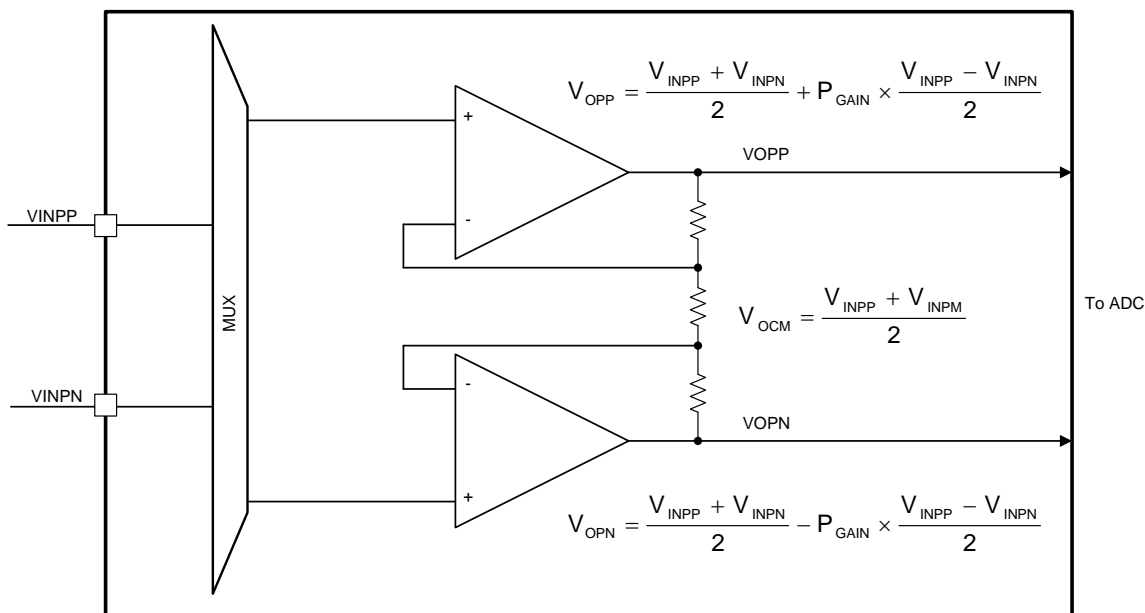 V_OPP = (V_INPP + V_INPN)/2 + P_GAIN × (V_INPP − V_INPN)/2
+
VOPP
VINPP
-
MUX
V_OCM = (V_INPP + V_INPM)/2
To ADC
-
VINPN
VOPN
+
V_OPN = (V_INPP + V_INPN)/2 − P_GAIN × (V_INPP − V_INPN)/2